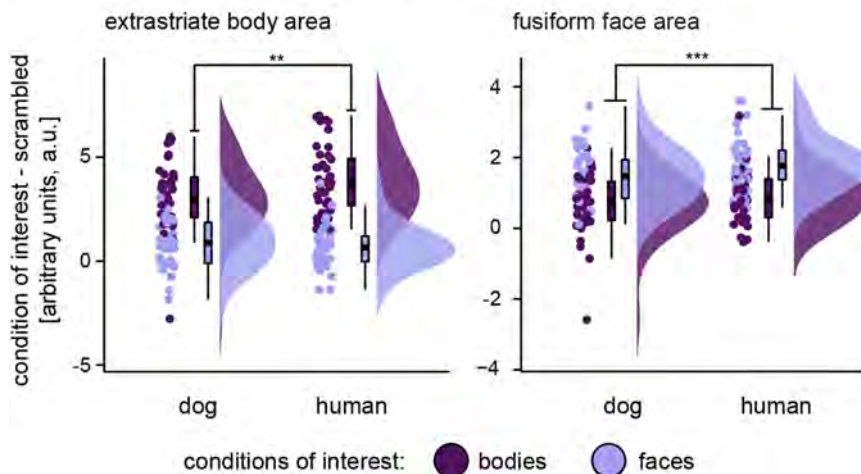 extrastriate body area
fusiform face area
condition of interest - scrambled
[arbitrary units, a.u.]
**
5
0
-5
dog
human
***
4
2
0
-2
-4
dog
human
conditions of interest: bodies faces